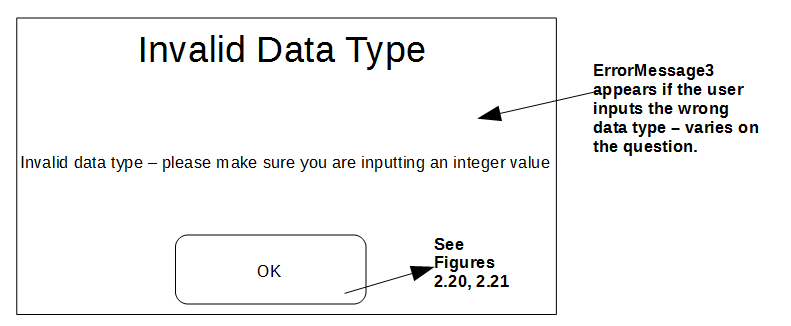 Invalid Data Type
ErrorMessage3
appears if the user
inputs the wrong
data type – varies on
the question.
Invalid data type – please make sure you are inputting an integer value
OK
See
Figures
2.20, 2.21